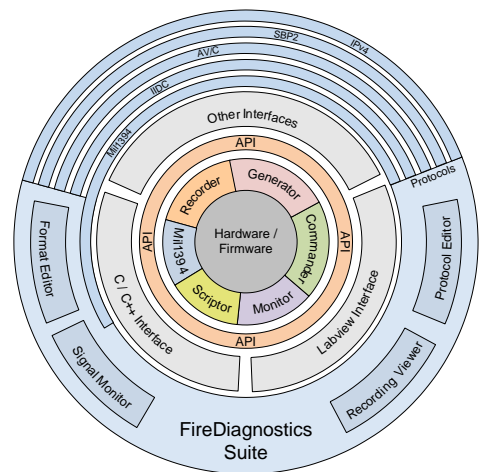 IPv4
SBP2
AV/C
IIDC
Mil1394
Protocols
Other Interfaces
API
API
API
API
Recorder
Generator
Mil1394
Commander
Scriptor
Monitor
Hardware /
Firmware
C / C++ Interface
Labview Interface
Format Editor
Protocol Editor
Signal Monitor
Recording Viewer
FireDiagnostics
Suite